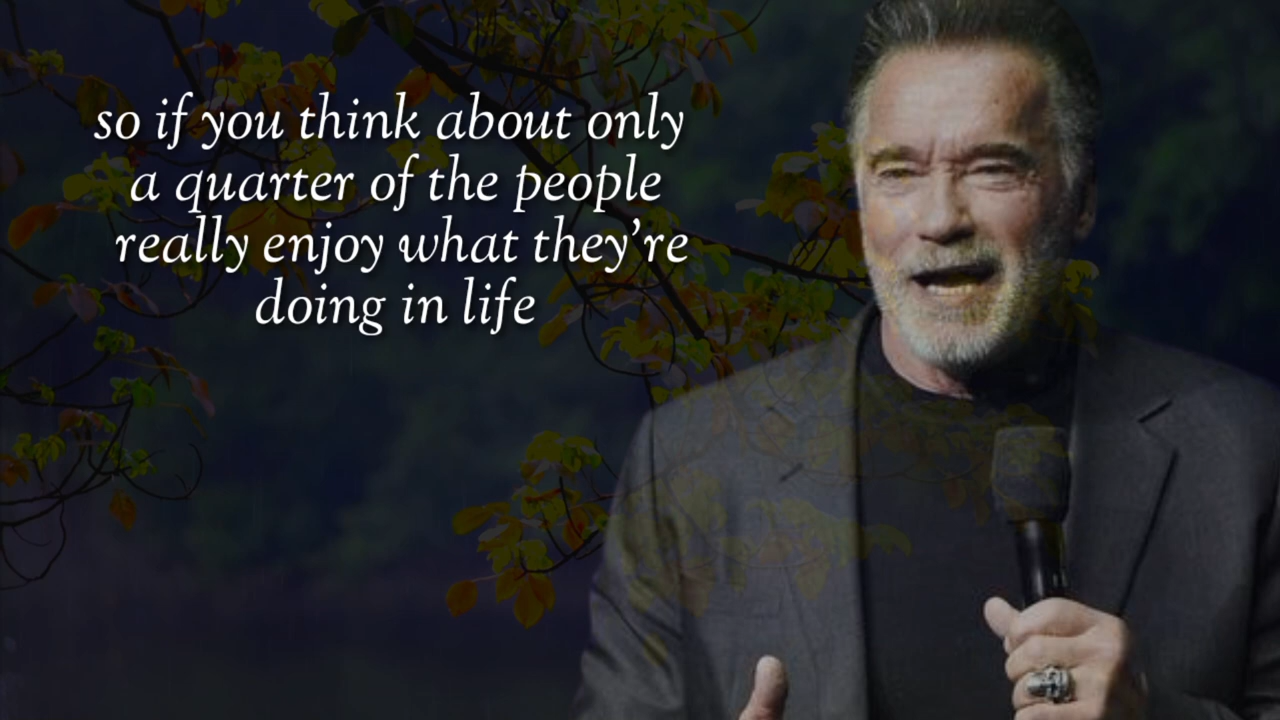 so if you think about only
a quarter of the people
really enjoy what they’re
doing in life